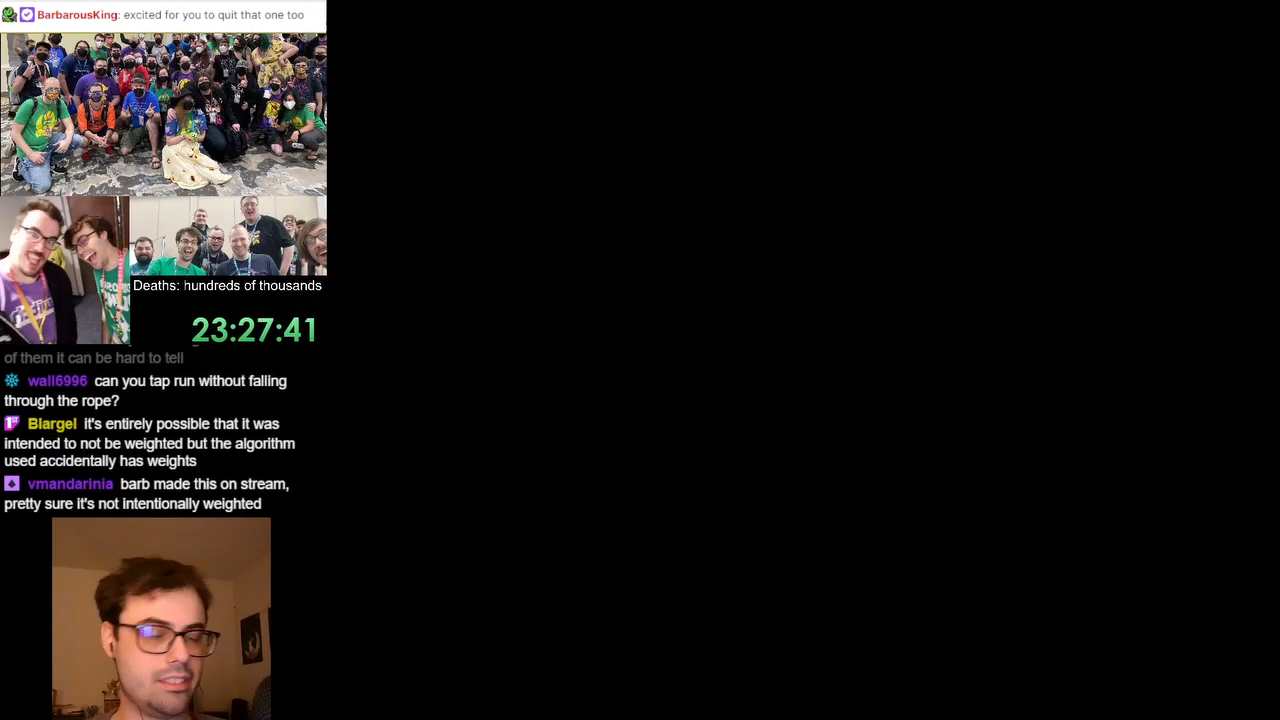 BarbarousKing: excited for you to quit that one too
Deaths: hundreds of thousands
23:27:41
of them it can be hard to tell
wall6996 can you tap run without falling
through the rope?
1st Blargel it's entirely possible that it was
intended to not be weighted but the algorithm
used accidentally has weights
vmandarinia barb made this on stream,
pretty sure it's not intentionally weighted